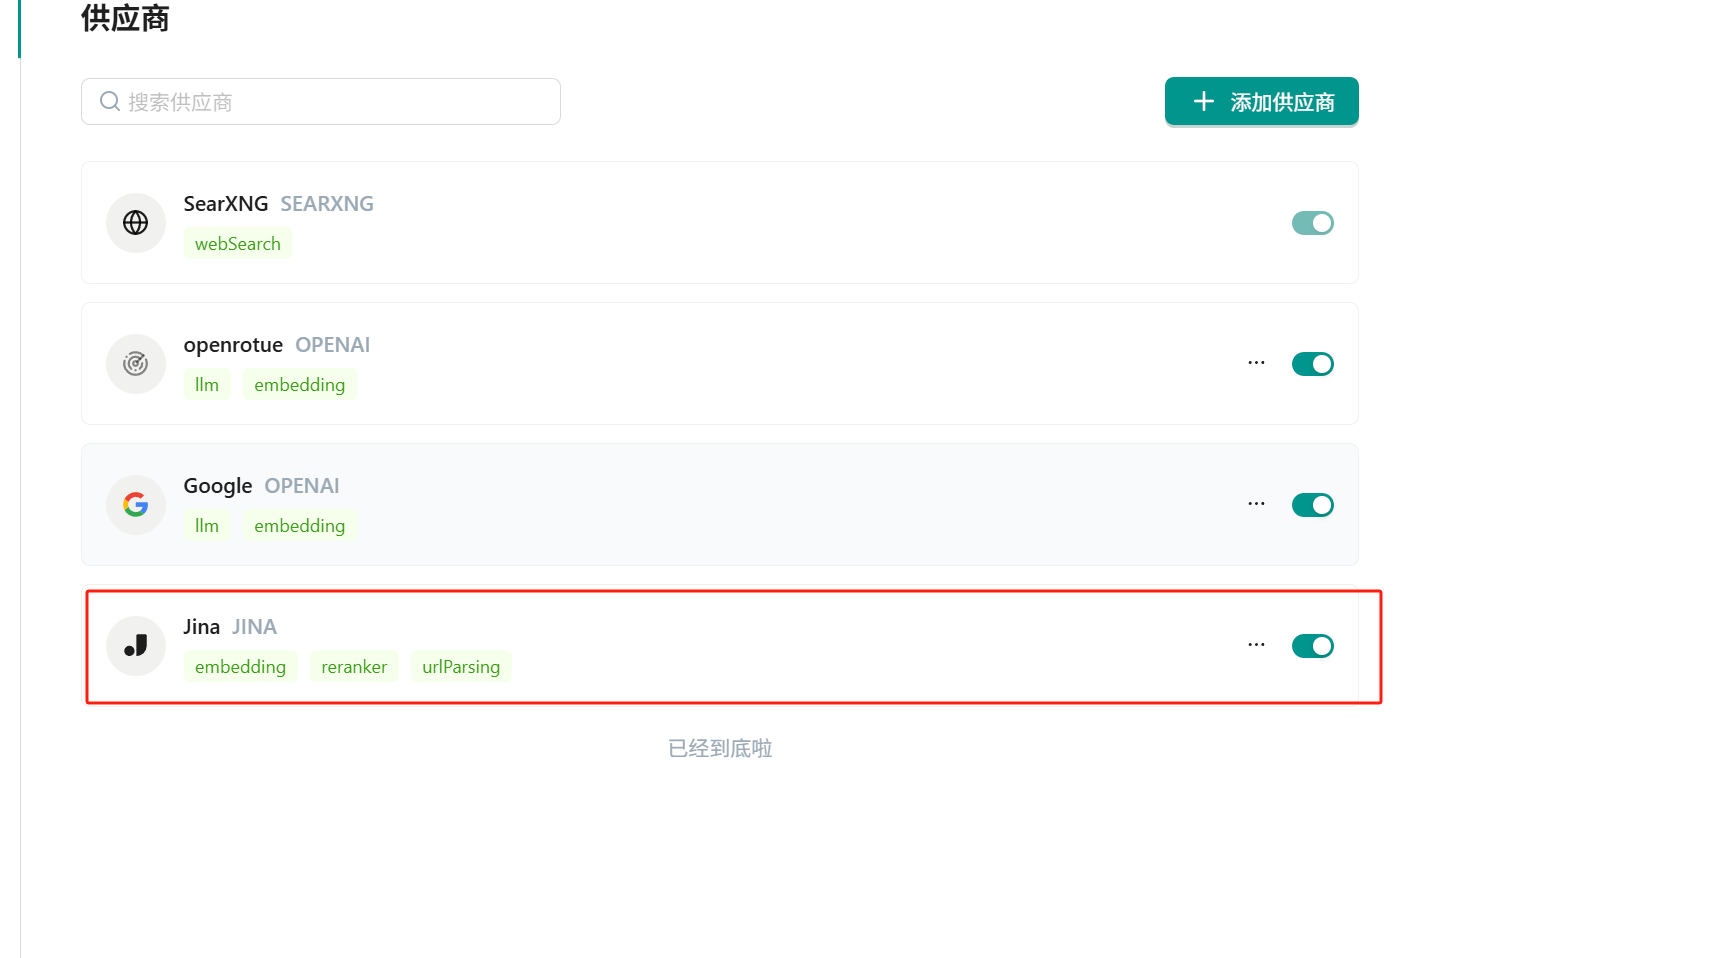 供应商
搜索供应商
添加供应商
SearXNG SEARXNG
webSearch
openrotue OPENAI
llm embedding
Google OPENAI
llm embedding
Jina JINA
embedding reranker urlParsing
已经到底啦